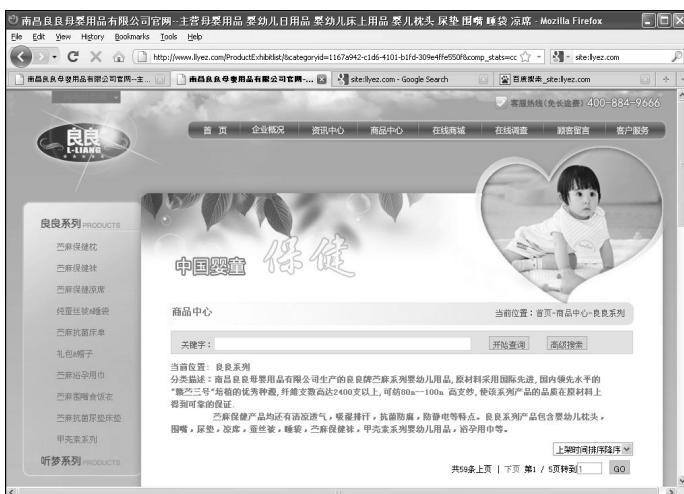 南昌良良母婴用品有限公司官网--主营母婴用品 婴幼儿日用品 婴幼儿床上用品 婴儿枕头 尿垫 围嘴 睡袋 凉席 - Mozilla Firefox
File Edit View History Bookmarks Tools Help
http://www.llyez.com/ProductExhibitlist/&categoryid=1167a942-c1d6-4101-b1fd-309e4ffe550f&comp_stats=cc
site:llyez.com
南昌良良母婴用品有限公司官网--主...
南昌良良母婴用品有限公司官网-...
site:llyez.com - Google Search
百度搜索_site:llyez.com
客服热线(免长途费) 400-884-9666
良良
L-LIANG
首 页 企业概况 资讯中心 商品中心 在线商城 在线调查 顾客留言 客户服务
良良系列 PRODUCTS
苎麻保健枕
苎麻保健袜
苎麻保健凉席
纯蚕丝被&睡袋
苎麻抗菌床单
礼包&帽子
苎麻浴孕用巾
苎麻围嘴食饭衣
苎麻抗菌尿垫床垫
甲壳素系列
听梦系列 PRODUCTS
中国婴童 保健
商品中心
当前位置：首页-商品中心-良良系列
关键字：
开始查询 高级搜索
当前位置: 良良系列
分类描述：南昌良良母婴用品有限公司生产的良良牌苎麻系列婴幼儿用品,原材料采用国际先进,国内领先水平的
"赣苎三号"培植的优秀种源,纤维支数高达2400支以上,可纺80n--100n 高支纱,使该系列产品的品质在原材料上
得到可靠的保证.
苎麻保健产品均还有清凉透气，吸湿排汗，抗菌防腐，防静电等特点。良良系列产品包含婴幼儿枕头，
围嘴，尿垫，凉席，蚕丝被，睡袋，苎麻保健袜，甲壳素系列婴幼儿用品，浴孕用巾等。
上架时间排序降序
共59条上页 | 下页 第1 / 5页转到 1 GO